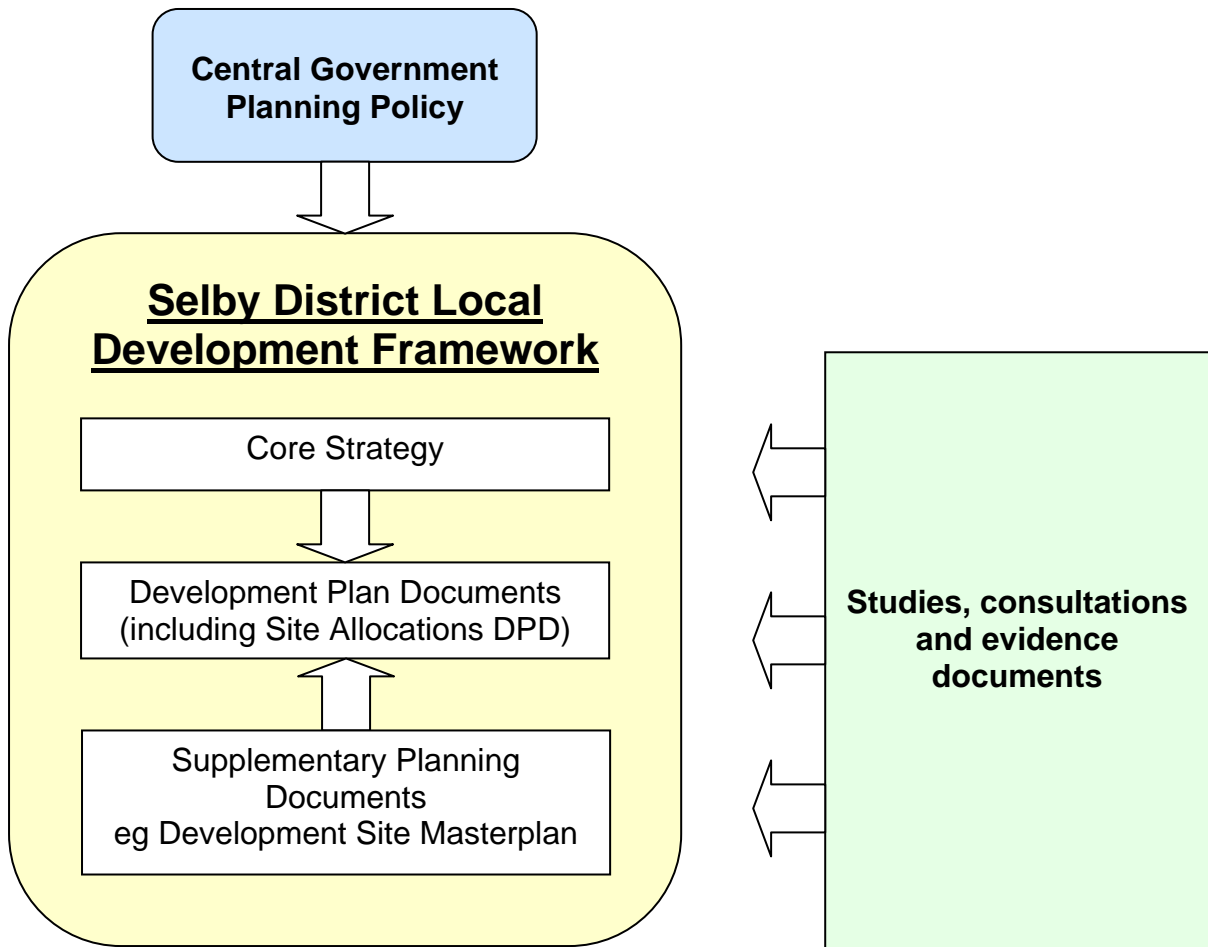 Central Government
Planning Policy
Selby District Local
Development Framework
Core Strategy
Development Plan Documents
(including Site Allocations DPD)
Supplementary Planning
Documents
eg Development Site Masterplan
Studies, consultations
and evidence
documents